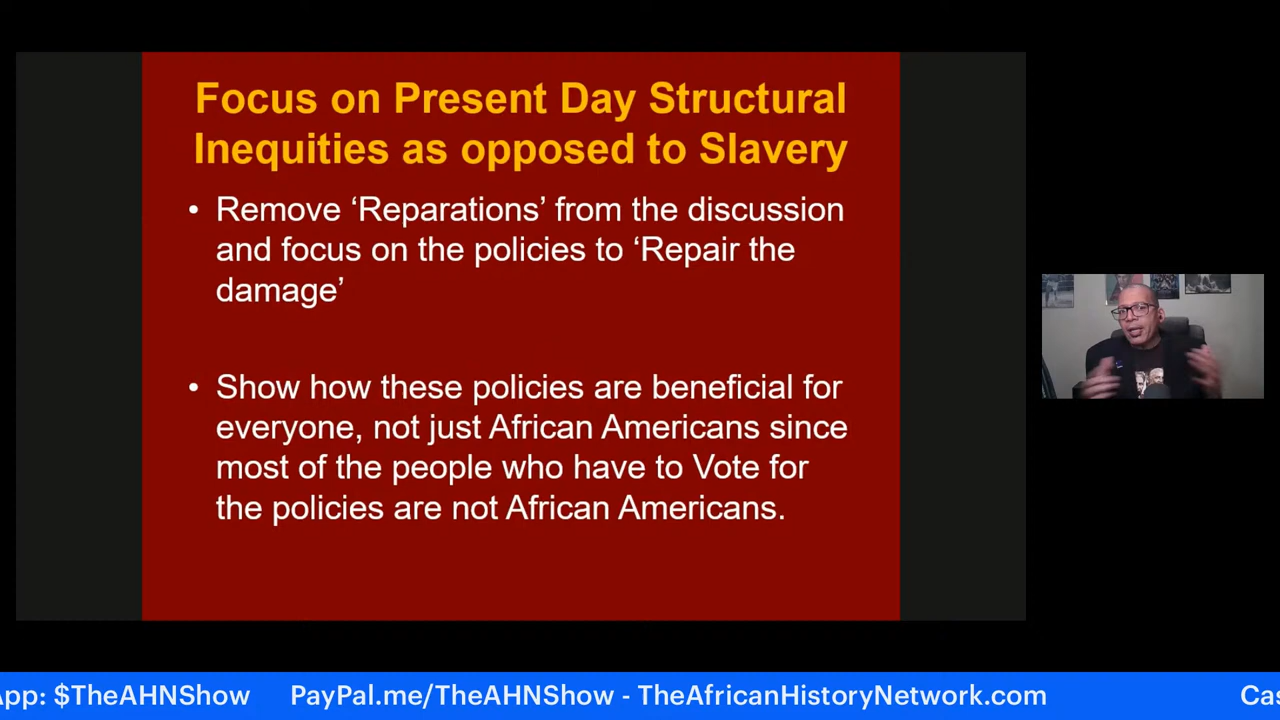 Focus on Present Day Structural
Inequities as opposed to Slavery
• Remove ‘Reparations’ from the discussion
and focus on the policies to ‘Repair the
damage’
• Show how these policies are beneficial for
everyone, not just African Americans since
most of the people who have to Vote for
the policies are not African Americans.
App: $TheAHNShow PayPal.me/TheAHNShow - TheAfricanHistoryNetwork.com Cas